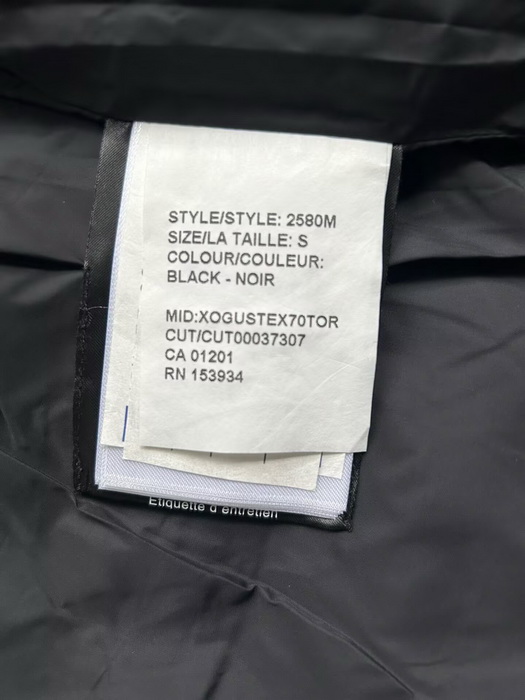 STYLE/STYLE: 2580M
SIZE/LA TAILLE: S
COLOUR/COULEUR:
BLACK - NOIR
MID:XOGUSTEX70TOR
CUT/CUT00037307
CA 01201
RN 153934
Étiquette d'entretien